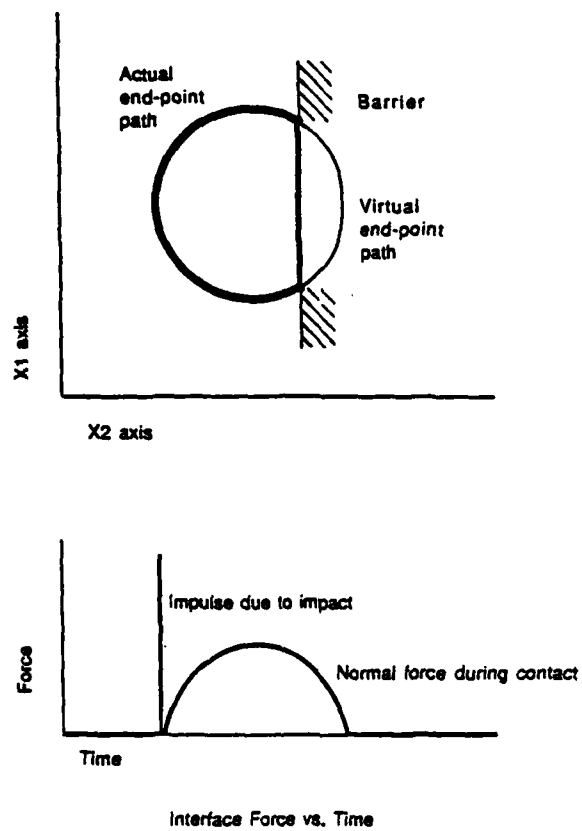 Actual
end-point
path
Barrier
Virtual
end-point
path
X1 axis
X2 axis
Impulse due to impact
Normal force during contact
Force
Time
Interface Force vs. Time